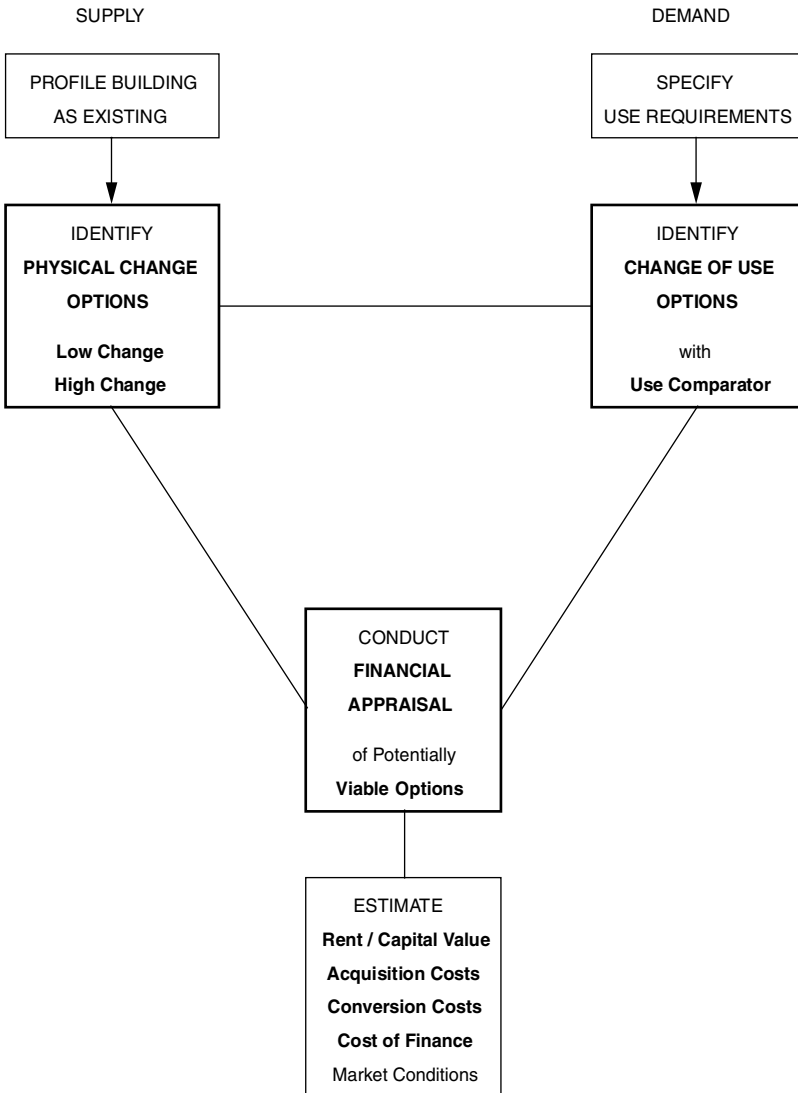 SUPPLY
DEMAND
PROFILE BUILDING
AS EXISTING
SPECIFY
USE REQUIREMENTS
IDENTIFY
PHYSICAL CHANGE
OPTIONS
Low Change
High Change
IDENTIFY
CHANGE OF USE
OPTIONS
with
Use Comparator
CONDUCT
FINANCIAL
APPRAISAL
of Potentially
Viable Options
ESTIMATE
Rent / Capital Value
Acquisition Costs
Conversion Costs
Cost of Finance
Market Conditions